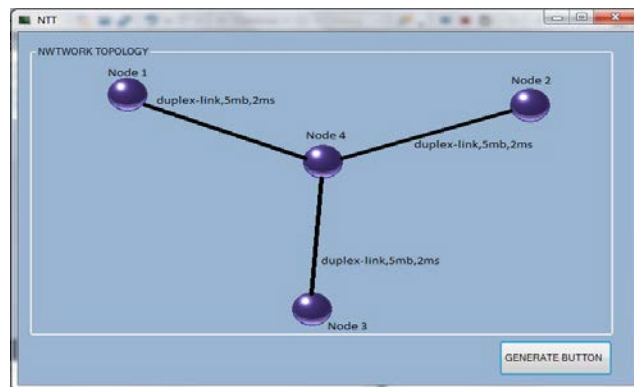 NTT
NWTWORK TOPOLOGY
Node 1
Node 2
duplex-link,5mb,2ms
Node 4
duplex-link,5mb,2ms
duplex-link,5mb,2ms
Node 3
GENERATE BUTTON